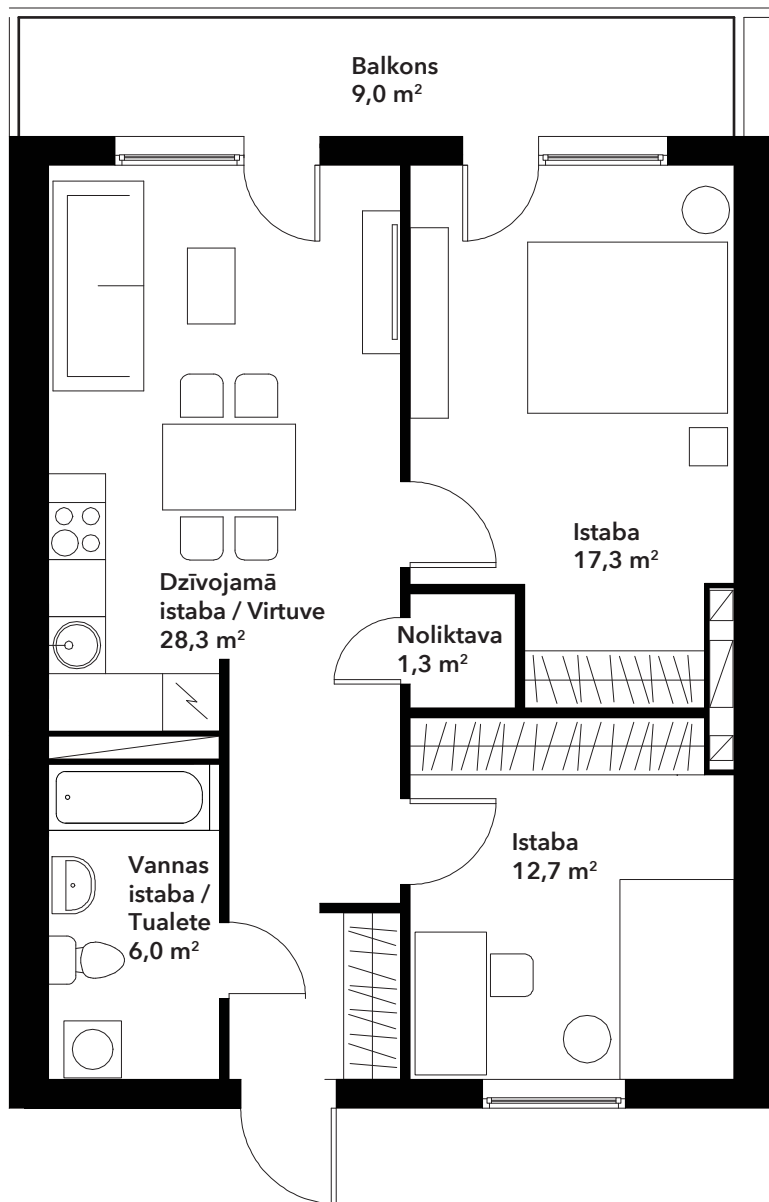 Balkons
9,0 m²
Istaba
17,3 m²
Dzīvojamā
istaba / Virtuve
28,3 m²
Noliktava
1,3 m²
Istaba
12,7 m²
Vannas
istaba /
Tualete
6,0 m²